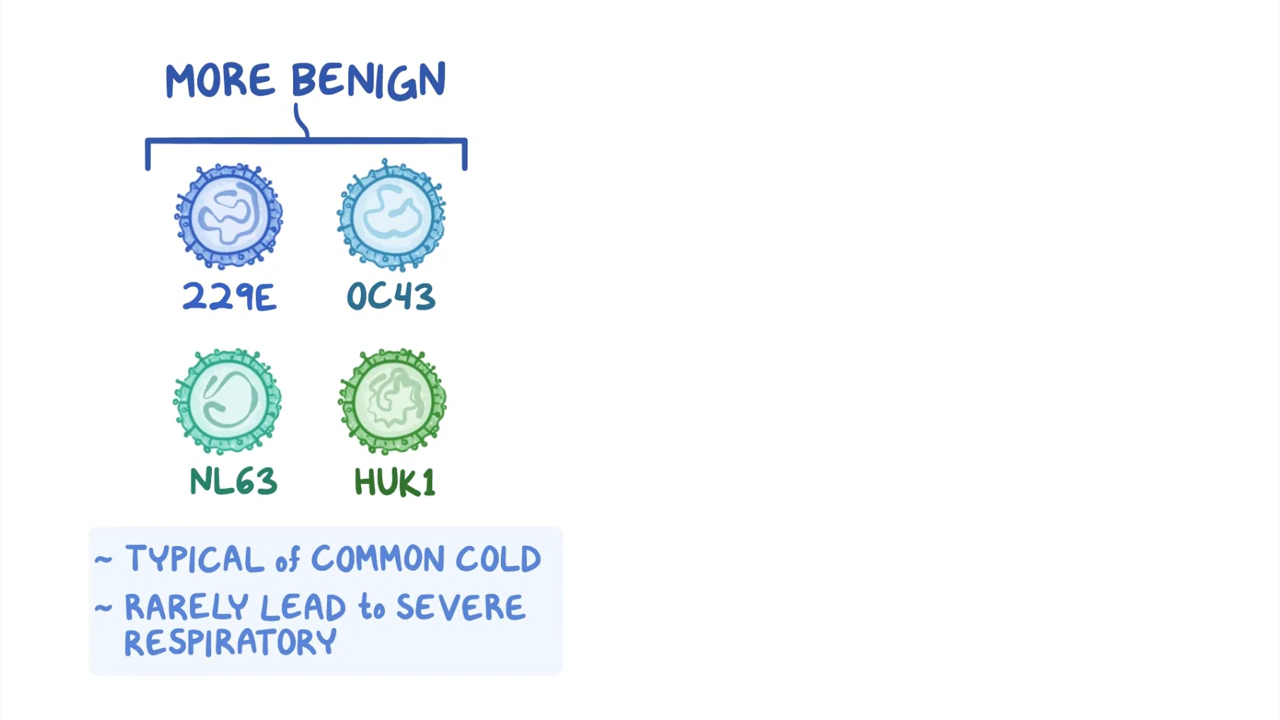 MORE BENIGN
229E OC43
NL63 HUK1
~ TYPICAL of COMMON COLD
~ RARELY LEAD to SEVERE
RESPIRATORY